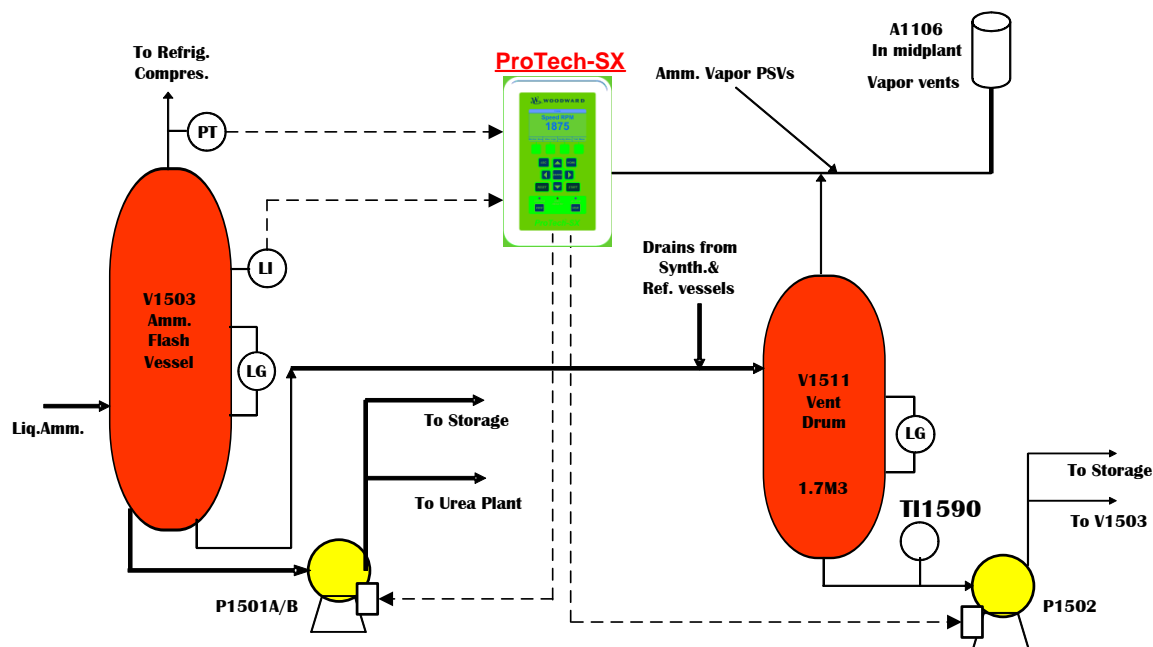 To Refrig.
Compres.
PT
LI
V1503
Amm.
Flash
Vessel
LG
Liq.Amm.
ProTech-SX
WOODWARD
Speed RPM
1875
Amm. Vapor PSVs
A1106
In midplant
Vapor vents
Drains from
Synth.&
Ref. vessels
To Storage
To Urea Plant
P1501A/B
V1511
Vent
Drum
1.7M3
LG
TI1590
To Storage
To V1503
P1502